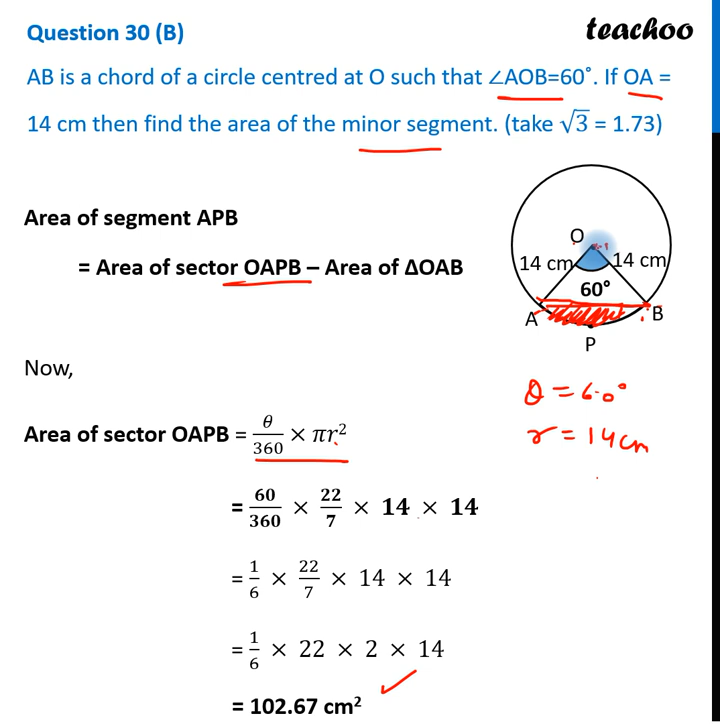 teachoo
Question 30 (B)
AB is a chord of a circle centred at O such that ∠AOB=60°. If OA =
14 cm then find the area of the minor segment. (take √3 = 1.73)
Area of segment APB
= Area of sector OAPB – Area of ΔOAB
O
14 cm 14 cm
60°
A B
P
Now,
θ = 60°
r = 14 cm
Area of sector OAPB = θ/360 × πr²
= 60/360 × 22/7 × 14 × 14
= 1/6 × 22/7 × 14 × 14
= 1/6 × 22 × 2 × 14
= 102.67 cm²